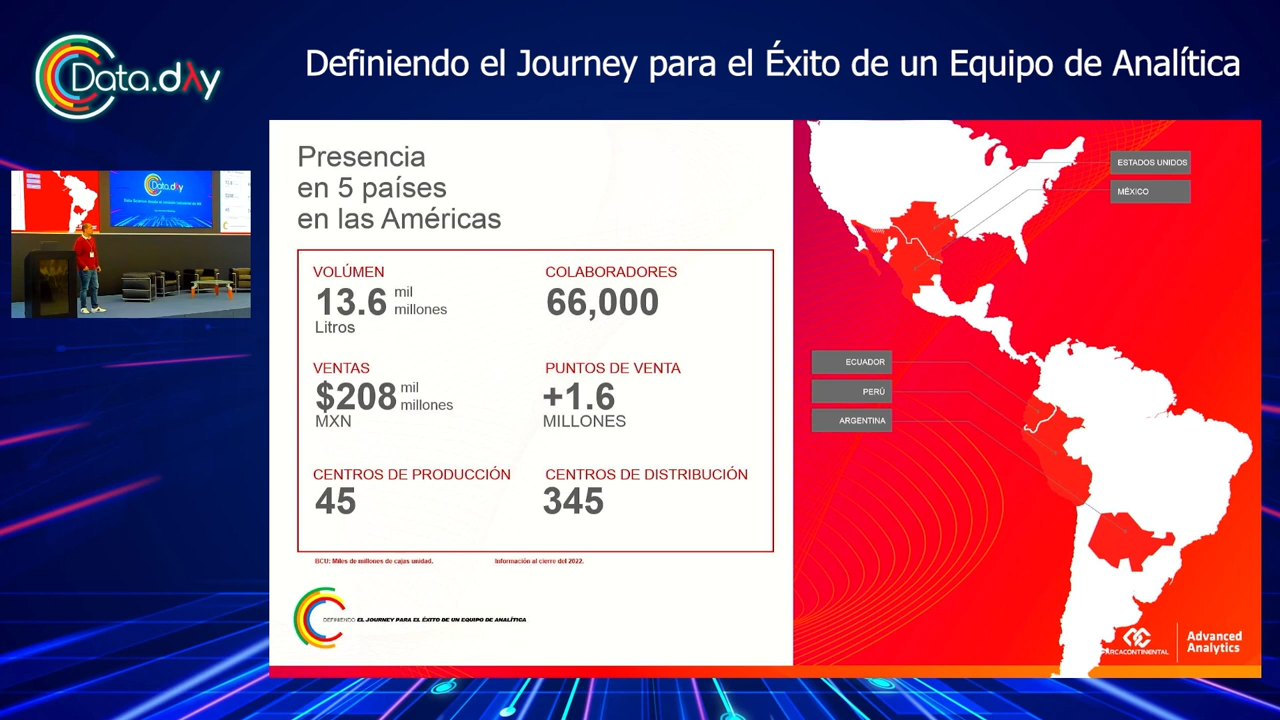 Data.dλy
Definiendo el Journey para el Éxito de un Equipo de Analítica
Presencia
en 5 países
en las Américas
VOLÚMEN
13.6 mil millones
Litros
COLABORADORES
66,000
VENTAS
$208 mil millones
MXN
PUNTOS DE VENTA
+1.6
MILLONES
CENTROS DE PRODUCCIÓN
45
CENTROS DE DISTRIBUCIÓN
345
BCU: Miles de millones de cajas unidad.
Información al cierre del 2022.
DEFINIENDO EL JOURNEY PARA EL ÉXITO DE UN EQUIPO DE ANALÍTICA
ESTADOS UNIDOS
MÉXICO
ECUADOR
PERÚ
ARGENTINA
ARCACONTINENTAL
Advanced
Analytics
Data.dλy